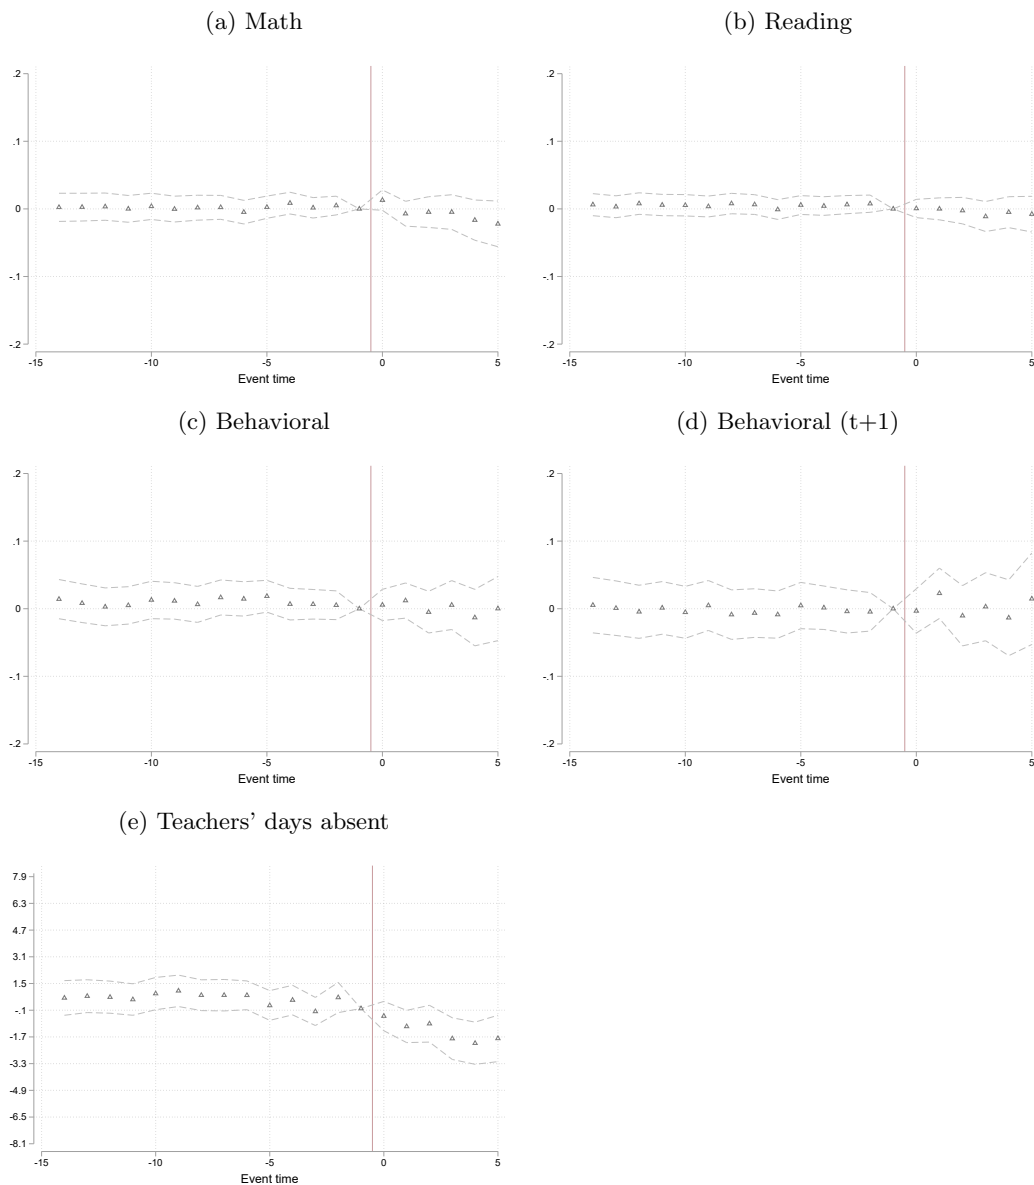 (a) Math
.2
.1
0
-.1
-.2
-15 -10 -5 0 5
Event time
(b) Reading
.2
.1
0
-.1
-.2
-15 -10 -5 0 5
Event time
(c) Behavioral
.2
.1
0
-.1
-.2
-15 -10 -5 0 5
Event time
(d) Behavioral (t+1)
.2
.1
0
-.1
-.2
-15 -10 -5 0 5
Event time
(e) Teachers’ days absent
7.9
6.3
4.7
3.1
1.5
-.1
-1.7
-3.3
-4.9
-6.5
-8.1
-15 -10 -5 0 5
Event time